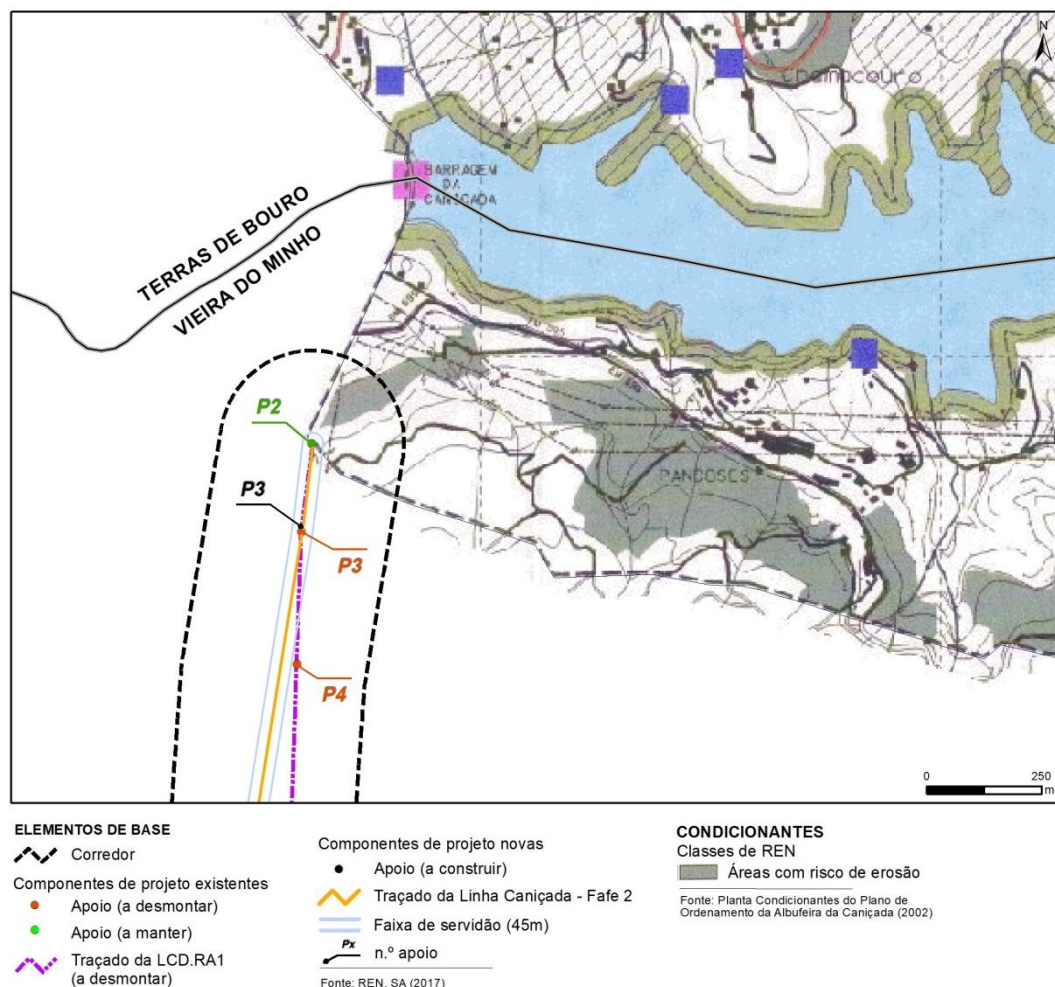 N
Chamacouro
BARRAGEM
DA
CANIÇADA
TERRAS DE BOURO
VIEIRA DO MINHO
P2
P3
P3
PANDOSES
P4
0 250
m
ELEMENTOS DE BASE
Corredor
Componentes de projeto existentes
Apoio (a desmontar)
Apoio (a manter)
Traçado da LCD.RA1
(a desmontar)
Componentes de projeto novas
Apoio (a construir)
Traçado da Linha Caniçada - Fafe 2
Faixa de servidão (45m)
Px
n.º apoio
Fonte: REN, SA (2017)
CONDICIONANTES
Classes de REN
Áreas com risco de erosão
Fonte: Planta Condicionantes do Plano de
Ordenamento da Albufeira da Caniçada (2002)